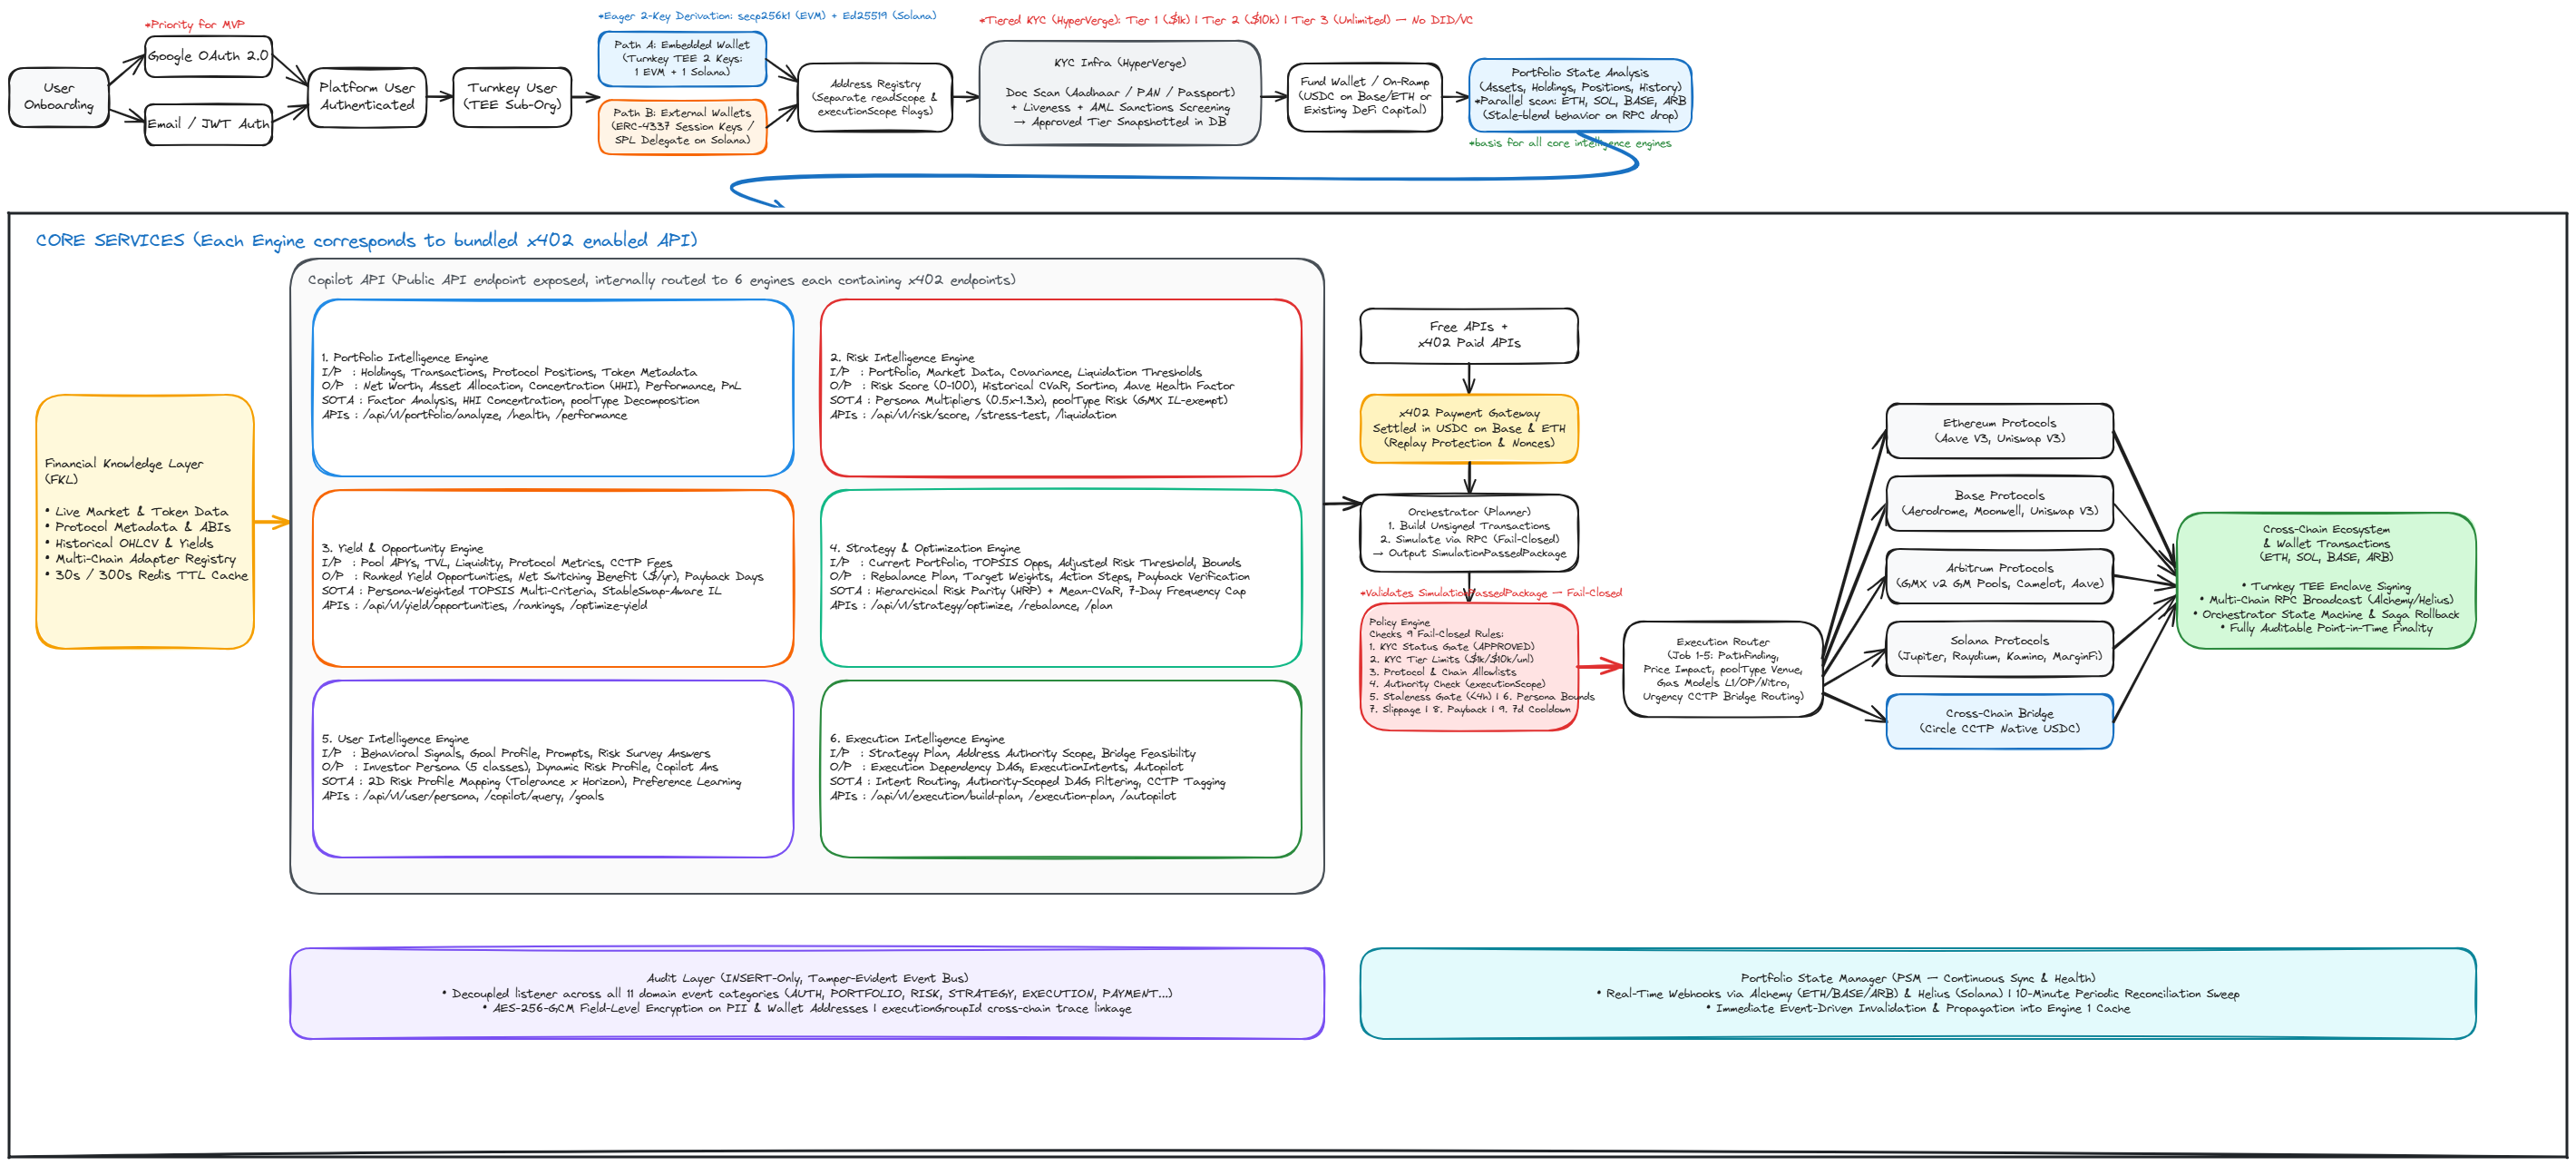 *Priority for MVP
*Eager 2-Key Derivation: secp256k1 (EVM) + Ed25519 (Solana)
*Tiered KYC (HyperVerge): Tier 1 ($1k) | Tier 2 ($10k) | Tier 3 (Unlimited) — No DID/VC
User
Onboarding
Google OAuth 2.0
Email / JWT Auth
Platform User
Authenticated
Turnkey User
(TEE Sub-Org)
Path A: Embedded Wallet
(Turnkey TEE 2 Keys:
1 EVM + 1 Solana)
Path B: External Wallets
(ERC-4337 Session Keys /
SPL Delegate on Solana)
Address Registry
(Separate readScope &
executionScope flags)
KYC Infra (HyperVerge)
Doc Scan (Aadhaar / PAN / Passport)
+ Liveness + AML Sanctions Screening
→ Approved Tier Snapshotted in DB
Fund Wallet / On-Ramp
(USDC on Base/ETH or
Existing DeFi Capital)
Portfolio State Analysis
(Assets, Holdings, Positions, History)
*Parallel scan: ETH, SOL, BASE, ARB
(Stale-blend behavior on RPC drop)
*basis for all core intelligence engines
CORE SERVICES (Each Engine corresponds to bundled x402 enabled API)
Financial Knowledge Layer
(FKL)
• Live Market & Token Data
• Protocol Metadata & ABIs
• Historical OHLCV & Yields
• Multi-Chain Adapter Registry
• 30s / 300s Redis TTL Cache
Copilot API (Public API endpoint exposed, internally routed to 6 engines each containing x402 endpoints)
1. Portfolio Intelligence Engine
I/P : Holdings, Transactions, Protocol Positions, Token Metadata
O/P : Net Worth, Asset Allocation, Concentration (HHI), Performance, PnL
SOTA : Factor Analysis, HHI Concentration, poolType Decomposition
APIs : /api/v1/portfolio/analyze, /health, /performance
2. Risk Intelligence Engine
I/P : Portfolio, Market Data, Covariance, Liquidation Thresholds
O/P : Risk Score (0-100), Historical CVaR, Sortino, Aave Health Factor
SOTA : Persona Multipliers (0.5x-1.3x), poolType Risk (GMX IL-exempt)
APIs : /api/v1/risk/score, /stress-test, /liquidation
3. Yield & Opportunity Engine
I/P : Pool APYs, TVL, Liquidity, Protocol Metrics, CCTP Fees
O/P : Ranked Yield Opportunities, Net Switching Benefit ($/yr), Payback Days
SOTA : Persona-Weighted TOPSIS Multi-Criteria, StableSwap-Aware IL
APIs : /api/v1/yield/opportunities, /rankings, /optimize-yield
4. Strategy & Optimization Engine
I/P : Current Portfolio, TOPSIS Opps, Adjusted Risk Threshold, Bounds
O/P : Rebalance Plan, Target Weights, Action Steps, Payback Verification
SOTA : Hierarchical Risk Parity (HRP) + Mean-CVaR, 7-Day Frequency Cap
APIs : /api/v1/strategy/optimize, /rebalance, /plan
5. User Intelligence Engine
I/P : Behavioral Signals, Goal Profile, Prompts, Risk Survey Answers
O/P : Investor Persona (5 classes), Dynamic Risk Profile, Copilot Ans
SOTA : 2D Risk Profile Mapping (Tolerance x Horizon), Preference Learning
APIs : /api/v1/user/persona, /copilot/query, /goals
6. Execution Intelligence Engine
I/P : Strategy Plan, Address Authority Scope, Bridge Feasibility
O/P : Execution Dependency DAG, ExecutionIntents, Autopilot
SOTA : Intent Routing, Authority-Scoped DAG Filtering, CCTP Tagging
APIs : /api/v1/execution/build-plan, /execution-plan, /autopilot
Free APIs +
x402 Paid APIs
x402 Payment Gateway
Settled in USDC on Base & ETH
(Replay Protection & Nonces)
Orchestrator (Planner)
1. Build Unsigned Transactions
2. Simulate via RPC (Fail-Closed)
→ Output SimulationPassedPackage
*Validates SimulationPassedPackage — Fail-Closed
Policy Engine
Checks 9 Fail-Closed Rules:
1. KYC Status Gate (APPROVED)
2. KYC Tier Limits ($1k/$10k/unl)
3. Protocol & Chain Allowlists
4. Authority Check (executionScope)
5. Staleness Gate (<4h) | 6. Persona Bounds
7. Slippage | 8. Payback | 9. 7d Cooldown
Execution Router
(Job 1-5: Pathfinding,
Price Impact, poolType Venue,
Gas Models L1/OP/Nitro,
Urgency CCTP Bridge Routing)
Ethereum Protocols
(Aave V3, Uniswap V3)
Base Protocols
(Aerodrome, Moonwell, Uniswap V3)
Arbitrum Protocols
(GMX v2 GM Pools, Camelot, Aave)
Solana Protocols
(Jupiter, Raydium, Kamino, MarginFi)
Cross-Chain Bridge
(Circle CCTP Native USDC)
Cross-Chain Ecosystem
& Wallet Transactions
(ETH, SOL, BASE, ARB)
• Turnkey TEE Enclave Signing
• Multi-Chain RPC Broadcast (Alchemy/Helius)
• Orchestrator State Machine & Saga Rollback
• Fully Auditable Point-in-Time Finality
Audit Layer (INSERT-Only, Tamper-Evident Event Bus)
• Decoupled listener across all 11 domain event categories (AUTH, PORTFOLIO, RISK, STRATEGY, EXECUTION, PAYMENT...)
• AES-256-GCM Field-Level Encryption on PII & Wallet Addresses | executionGroupId cross-chain trace linkage
Portfolio State Manager (PSM — Continuous Sync & Health)
• Real-Time Webhooks via Alchemy (ETH/BASE/ARB) & Helius (Solana) | 10-Minute Periodic Reconciliation Sweep
• Immediate Event-Driven Invalidation & Propagation into Engine 1 Cache